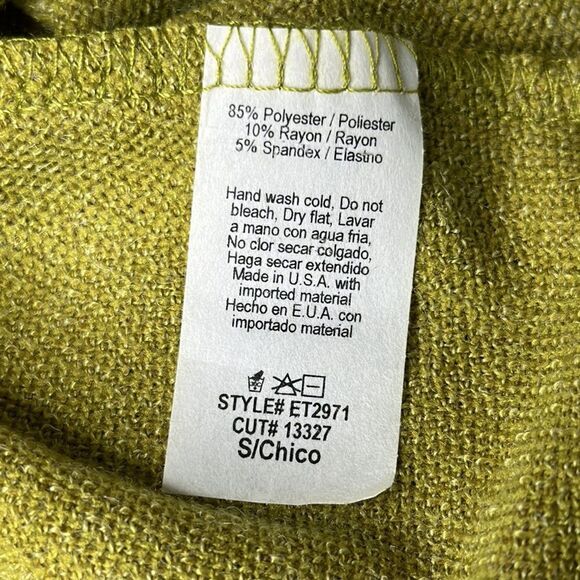 85% Polyester / Poliester
10% Rayon / Rayon
5% Spandex / Elastno
Hand wash cold, Do not
bleach, Dry flat, Lavar
a mano con agua fria,
No clor secar colgado,
Haga secar extendido
Made in U.S.A. with
imported material
Hecho en E.U.A. con
importado material
STYLE# ET2971
CUT# 13327
S/Chico